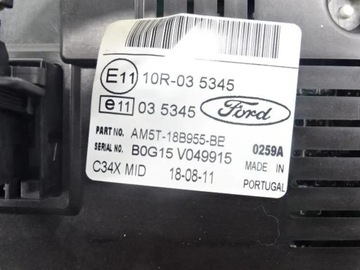 E11 10R-03 5345
e11 03 5345 Ford
PART NO. AM5T-18B955-BE 0259A
SERIAL NO. B0G15 V049915 MADE IN
C34X MID 18-08-11 PORTUGAL